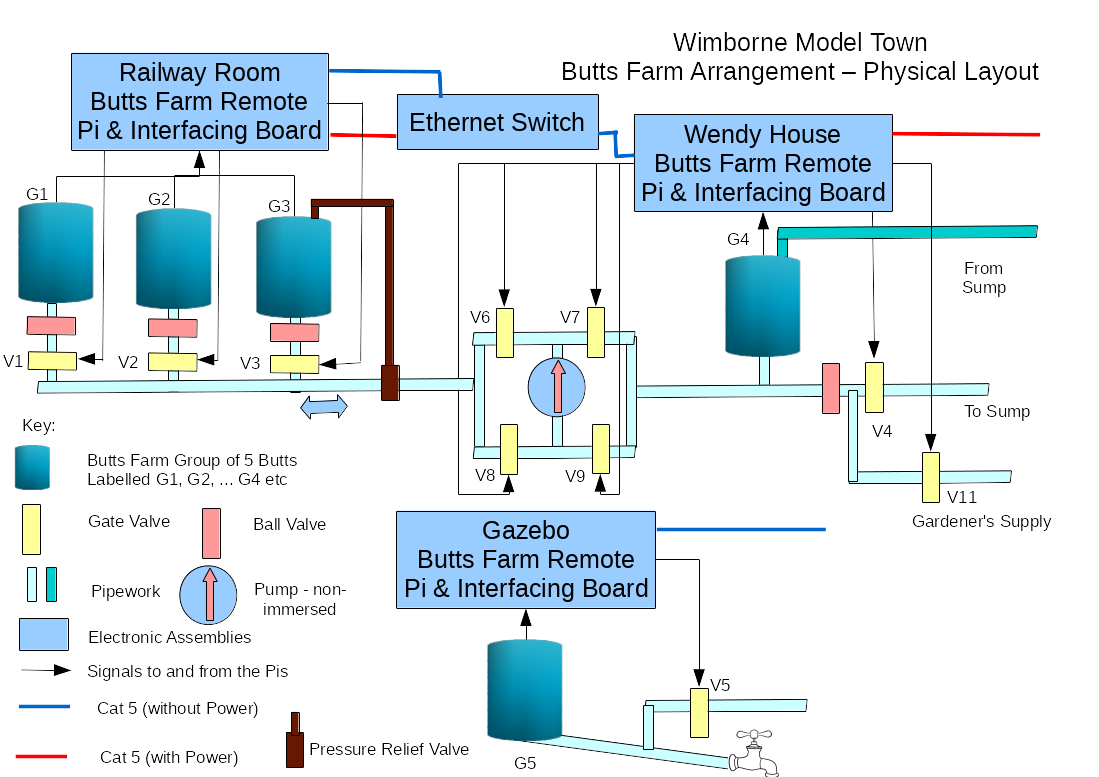 Wimborne Model Town
Butts Farm Arrangement – Physical Layout
Railway Room
Butts Farm Remote
Pi & Interfacing Board
Ethernet Switch
Wendy House
Butts Farm Remote
Pi & Interfacing Board
G1
G2
G3
G4
From
Sump
V6
V7
V1
V2
V3
To Sump
V4
V8
V9
V11
Gardener's Supply
Key:
Butts Farm Group of 5 Butts
Labelled G1, G2, ... G4 etc
Gate Valve
Ball Valve
Pipework
Pump - non-
immersed
Electronic Assemblies
Signals to and from the Pis
Cat 5 (without Power)
Cat 5 (with Power)
Pressure Relief Valve
Gazebo
Butts Farm Remote
Pi & Interfacing Board
V5
G5